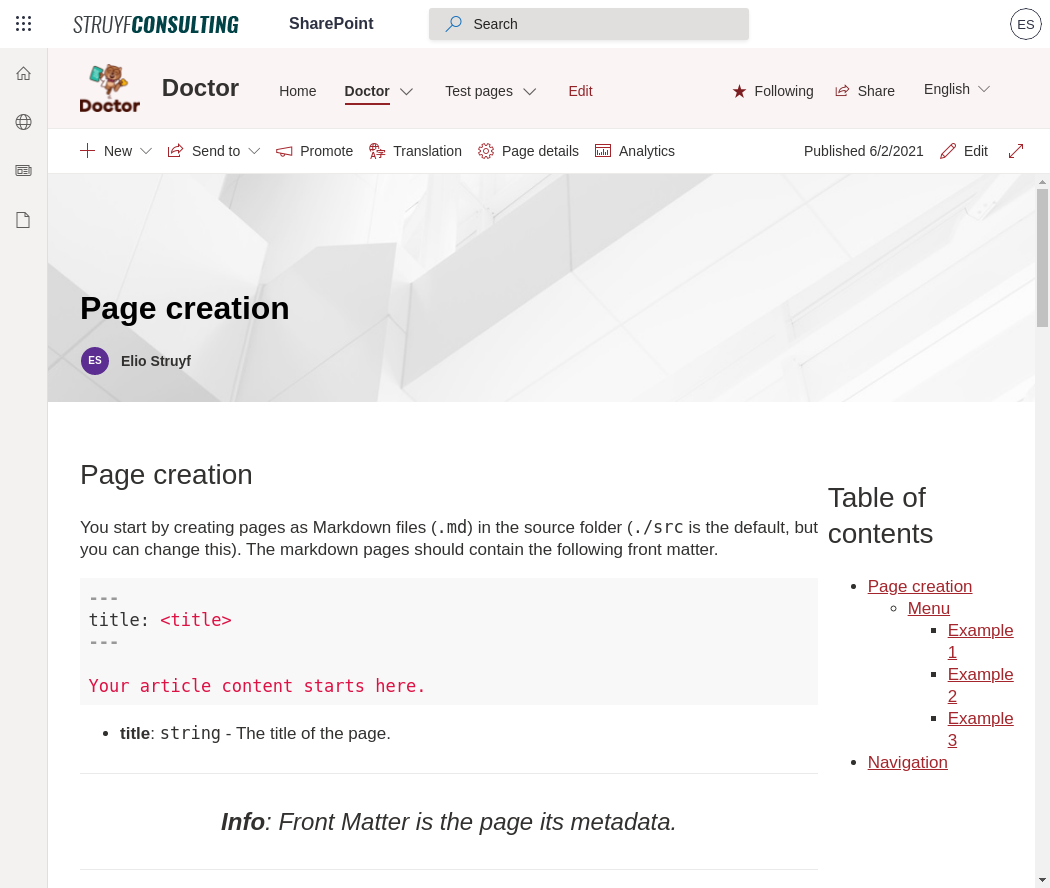 STRUYFCONSULTING SharePoint Search ES
Doctor Doctor Home Doctor Test pages Edit Following Share English
New Send to Promote Translation Page details Analytics Published 6/2/2021 Edit
Page creation
ES Elio Struyf
Page creation
You start by creating pages as Markdown files (.md) in the source folder (./src is the default, but
you can change this). The markdown pages should contain the following front matter.
---
title: <title>
---
Your article content starts here.
• title: string - The title of the page.
Info: Front Matter is the page its metadata.
Table of
contents
• Page creation
◦ Menu
▪ Example
1
▪ Example
2
▪ Example
3
• Navigation